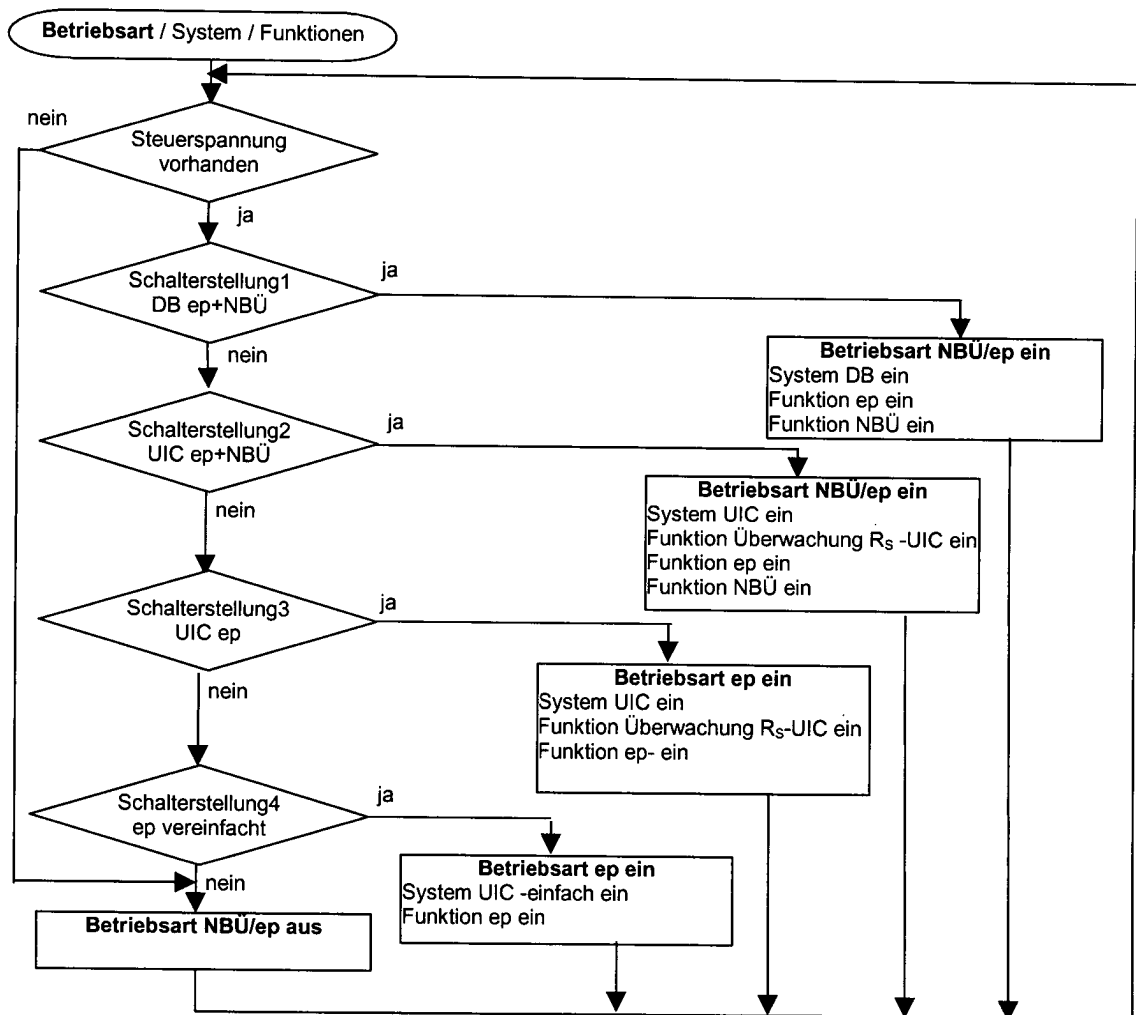 Betriebsart / System / Funktionen
nein
Steuerspannung
vorhanden
ja
Schalterstellung1
DB ep+NBÜ
ja
nein
Betriebsart NBÜ/ep ein
System DB ein
Funktion ep ein
Funktion NBÜ ein
Schalterstellung2
UIC ep+NBÜ
ja
nein
Betriebsart NBÜ/ep ein
System UIC ein
Funktion Überwachung RS -UIC ein
Funktion ep ein
Funktion NBÜ ein
Schalterstellung3
UIC ep
ja
nein
Betriebsart ep ein
System UIC ein
Funktion Überwachung RS-UIC ein
Funktion ep- ein
Schalterstellung4
ep vereinfacht
ja
nein
Betriebsart ep ein
System UIC -einfach ein
Funktion ep ein
Betriebsart NBÜ/ep aus